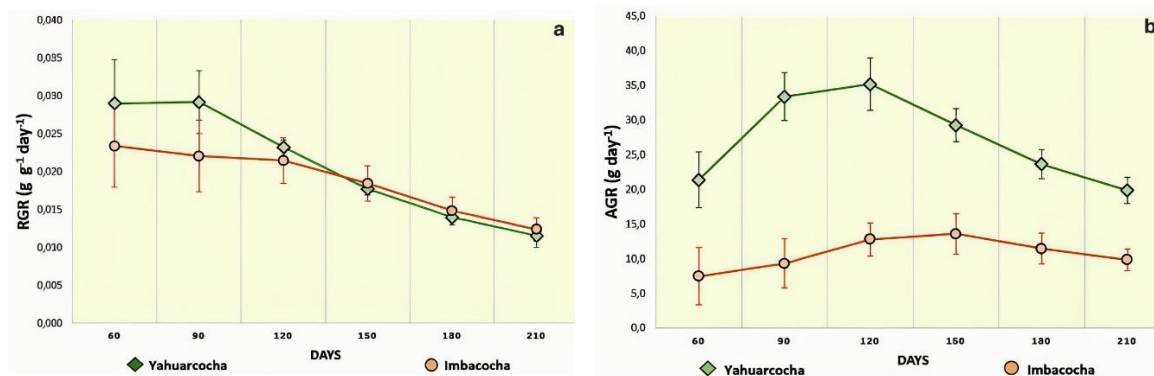 a
RGR (g g⁻¹ day⁻¹)
0,040
0,035
0,030
0,025
0,020
0,015
0,010
0,005
0,000
60 90 120 150 180 210
DAYS
Yahuarcocha Imbacocha
b
AGR (g day⁻¹)
45,0
40,0
35,0
30,0
25,0
20,0
15,0
10,0
5,0
0,0
60 90 120 150 180 210
DAYS
Yahuarcocha Imbacocha